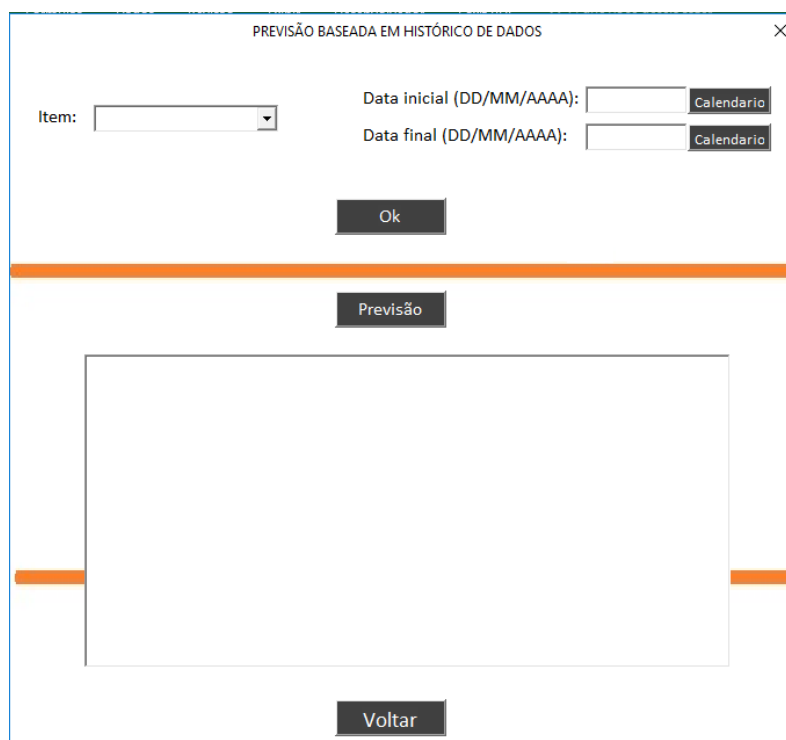 PREVISÃO BASEADA EM HISTÓRICO DE DADOS
Item:
Data inicial (DD/MM/AAAA):
Calendario
Data final (DD/MM/AAAA):
Calendario
Ok
Previsão
Voltar